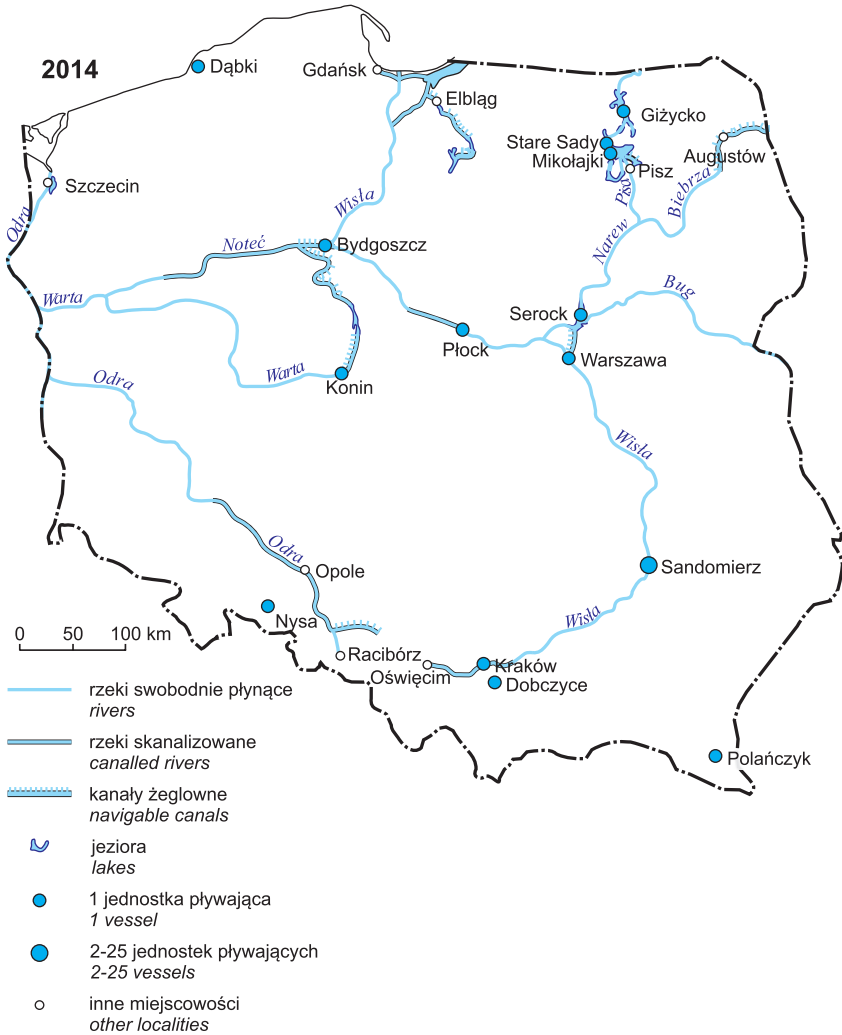 2014
Dąbki
Gdańsk
Elbląg
Giżycko
Stare Sady
Mikołajki
Pisz
Augustów
Szczecin
Odra
Wisła
Pisa
Biebrza
Narew
Noteć
Bydgoszcz
Bug
Warta
Serock
Płock
Warszawa
Odra
Warta
Konin
Wisła
Odra
Opole
Sandomierz
Nysa
Wisła
Racibórz
Kraków
Oświęcim
Dobczyce
Polańczyk
0 50 100 km
rzeki swobodnie płynące
rivers
rzeki skanalizowane
canalled rivers
kanały żeglowne
navigable canals
jeziora
lakes
1 jednostka pływająca
1 vessel
2-25 jednostek pływających
2-25 vessels
inne miejscowości
other localities